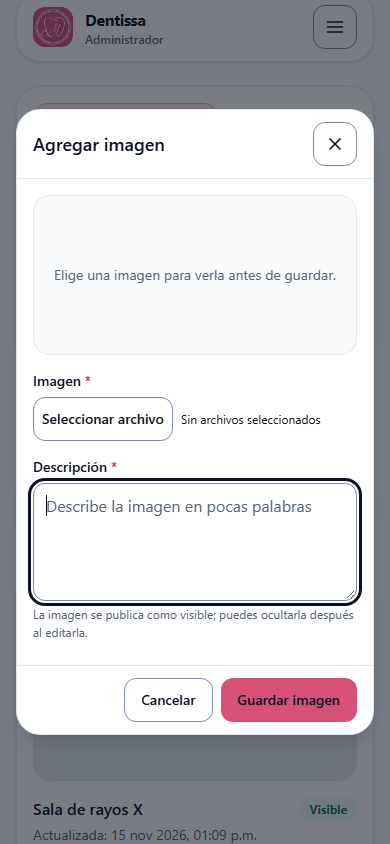 Dentissa
Administrador
Agregar imagen
Elige una imagen para verla antes de guardar.
Imagen *
Seleccionar archivo Sin archivos seleccionados
Descripción *
Describe la imagen en pocas palabras
La imagen se publica como visible; puedes ocultarla después
al editarla.
Cancelar Guardar imagen
Sala de rayos X Visible
Actualizada: 15 nov 2026, 01:09 p.m.